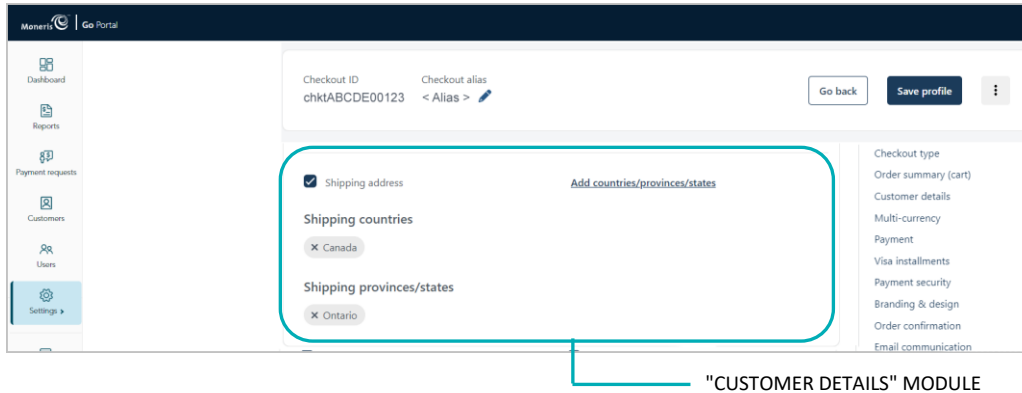 Moneris Go Portal
Dashboard
Reports
Payment requests
Customers
Users
Settings
Checkout ID Checkout alias
chktABCDE00123 < Alias >
Go back
Save profile
Shipping address
Add countries/provinces/states
Shipping countries
× Canada
Shipping provinces/states
× Ontario
Checkout type
Order summary (cart)
Customer details
Multi-currency
Payment
Visa installments
Payment security
Branding & design
Order confirmation
Email communication
"CUSTOMER DETAILS" MODULE